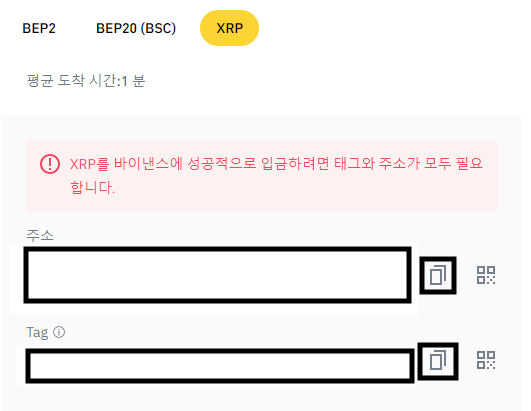 BEP2 BEP20 (BSC) XRP
평균 도착 시간:1 분
XRP를 바이낸스에 성공적으로 입금하려면 태그와 주소가 모두 필요
합니다.
주소
Tag